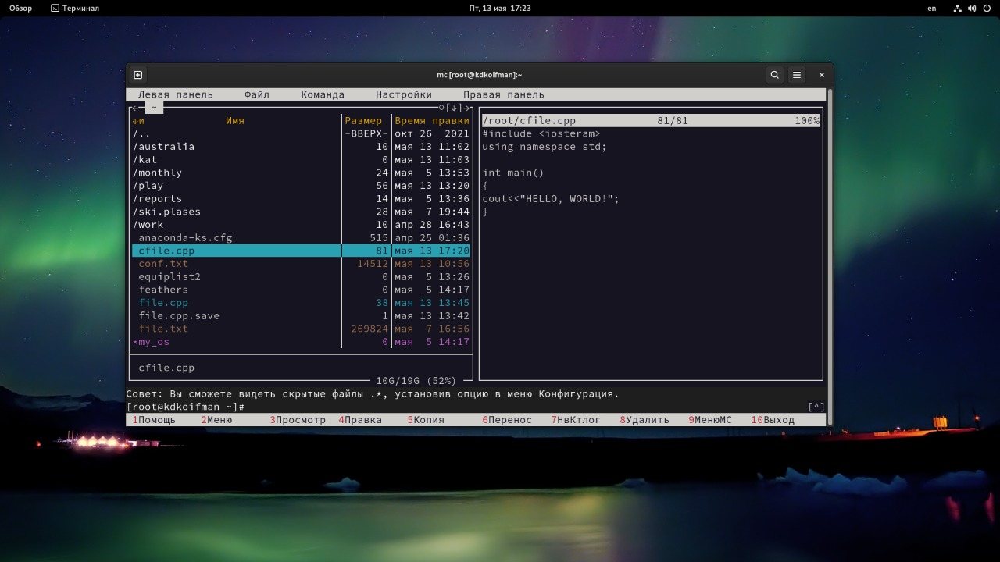 Обзор Терминал Пт, 13 мая 17:23 en
mc [root@kdkoifman]:~
Левая панель Файл Команда Настройки Правая панель
←┌ ~ ○[↓]→┐
↓и Имя Размер Время правки
/.. -ВВЕРХ- окт 26 2021
/australia 10 мая 13 11:02
/kat 0 мая 13 11:03
/monthly 24 мая 5 13:53
/play 56 мая 13 13:20
/reports 14 мая 5 13:36
/ski.plases 28 мая 7 19:44
/work 10 апр 28 16:43
anaconda-ks.cfg 515 апр 25 01:36
cfile.cpp 81 мая 13 17:20
conf.txt 14512 мая 13 10:56
equiplist2 0 мая 5 13:26
feathers 0 мая 5 14:17
file.cpp 38 мая 13 13:45
file.cpp.save 1 мая 13 13:42
file.txt 269824 мая 7 16:56
*my_os 0 мая 5 14:17
cfile.cpp
10G/19G (52%)
/root/cfile.cpp 81/81 100%
#include <iosteram>
using namespace std;
int main()
{
cout<<"HELLO, WORLD!";
}
Совет: Вы сможете видеть скрытые файлы .*, установив опцию в меню Конфигурация.
[root@kdkoifman ~]# [^]
1Помощь 2Меню 3Просмотр 4Правка 5Копия 6Перенос 7НвКтлог 8Удалить 9МенюМС 10Выход